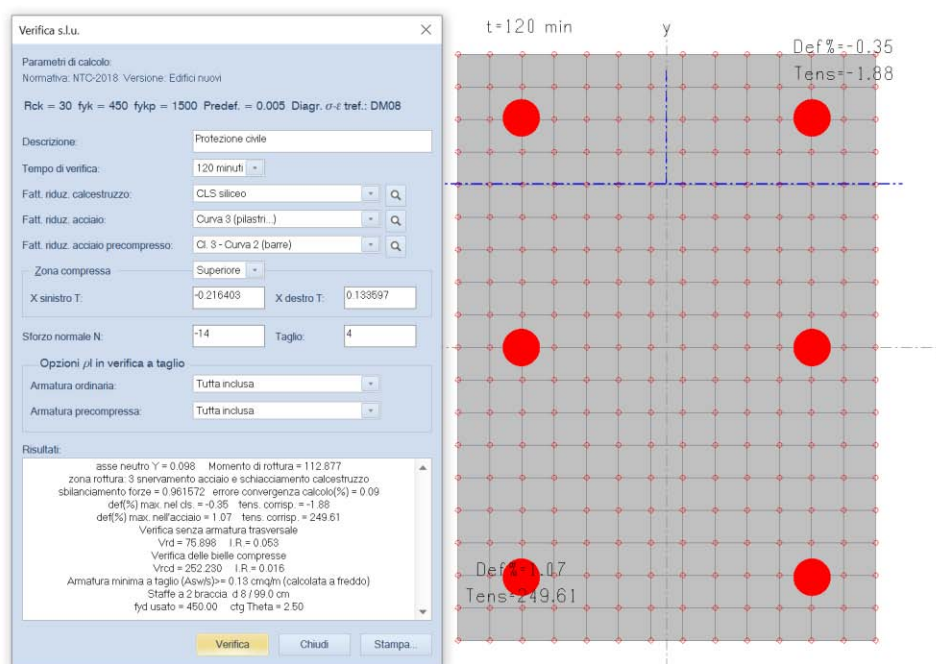 Verifica s.l.u.
Parametri di calcolo:
Normativa: NTC-2018 Versione: Edifici nuovi
Rck = 30 fyk = 450 fykp = 1500 Predef. = 0.005 Diagr. σ-ε tref.: DM08
Descrizione: Protezione civile
Tempo di verifica: 120 minuti
Fatt. riduz. calcestruzzo: CLS siliceo
Fatt. riduz. acciaio: Curva 3 (pilastri...)
Fatt. riduz. acciaio precompresso: Cl. 3 - Curva 2 (barre)
Zona compressa Superiore
X sinistro T: -0.216403 X destro T: 0.133597
Sforzo normale N: -14 Taglio: 4
Opzioni ρl in verifica a taglio
Armatura ordinaria: Tutta inclusa
Armatura precompressa: Tutta inclusa
Risultati:
asse neutro Y = 0.098 Momento di rottura = 112.877
zona rottura: 3 snervamento acciaio e schiacciamento calcestruzzo
sbilanciamento forze = 0.961572 errore convergenza calcolo(%) = 0.09
def(%) max. nel cls. = -0.35 tens. corrisp. = -1.88
def(%) max. nell'acciaio = 1.07 tens. corrisp. = 249.61
Verifica senza armatura trasversale
Vrd = 75.898 I.R = 0.053
Verifica delle bielle compresse
Vrcd = 252.230 I.R.= 0.016
Armatura minima a taglio (Asw/s)>= 0.13 cmq/m (calcolata a freddo)
Staffe a 2 braccia d 8 / 99.0 cm
fyd usato = 450.00 ctg Theta = 2.50
Verifica Chiudi Stampa...
t=120 min
y
Def%=-0.35
Tens=-1.88
Def%=1.07
Tens=249.61